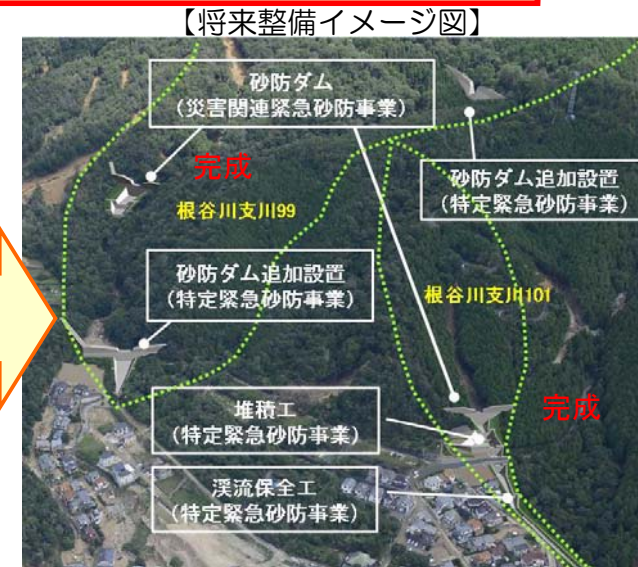 【将来整備イメージ図】
砂防ダム
（災害関連緊急砂防事業）
完成
根谷川支川99
砂防ダム追加設置
（特定緊急砂防事業）
砂防ダム追加設置
（特定緊急砂防事業）
根谷川支川101
堆積工
（特定緊急砂防事業）
完成
渓流保全工
（特定緊急砂防事業）